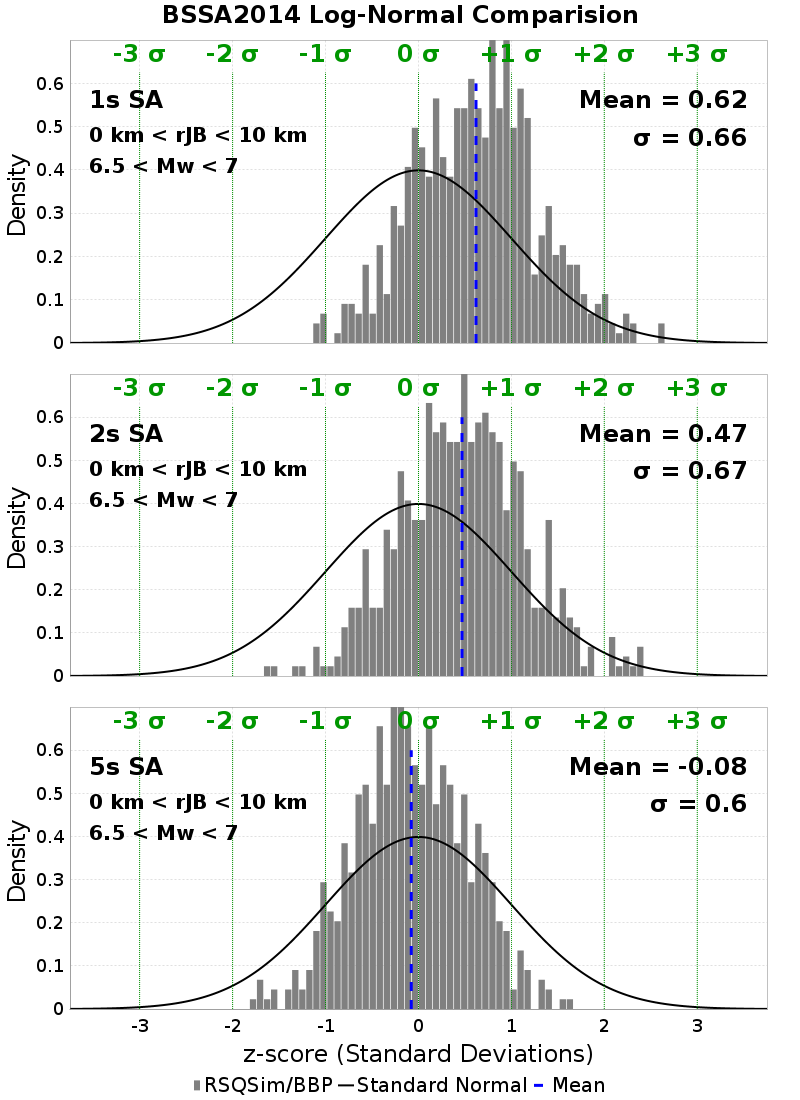 BSSA2014 Log-Normal Comparision
-3 σ -2 σ -1 σ 0 σ +1 σ +2 σ +3 σ
1s SA
0 km < rJB < 10 km
6.5 < Mw < 7
Mean = 0.62
σ = 0.66
Density
0.6
0.5
0.4
0.3
0.2
0.1
0
-3 σ -2 σ -1 σ 0 σ +1 σ +2 σ +3 σ
2s SA
0 km < rJB < 10 km
6.5 < Mw < 7
Mean = 0.47
σ = 0.67
Density
0.6
0.5
0.4
0.3
0.2
0.1
0
-3 σ -2 σ -1 σ 0 σ +1 σ +2 σ +3 σ
5s SA
0 km < rJB < 10 km
6.5 < Mw < 7
Mean = -0.08
σ = 0.6
Density
0.6
0.5
0.4
0.3
0.2
0.1
0
-3 -2 -1 0 1 2 3
z-score (Standard Deviations)
RSQSim/BBP Standard Normal Mean